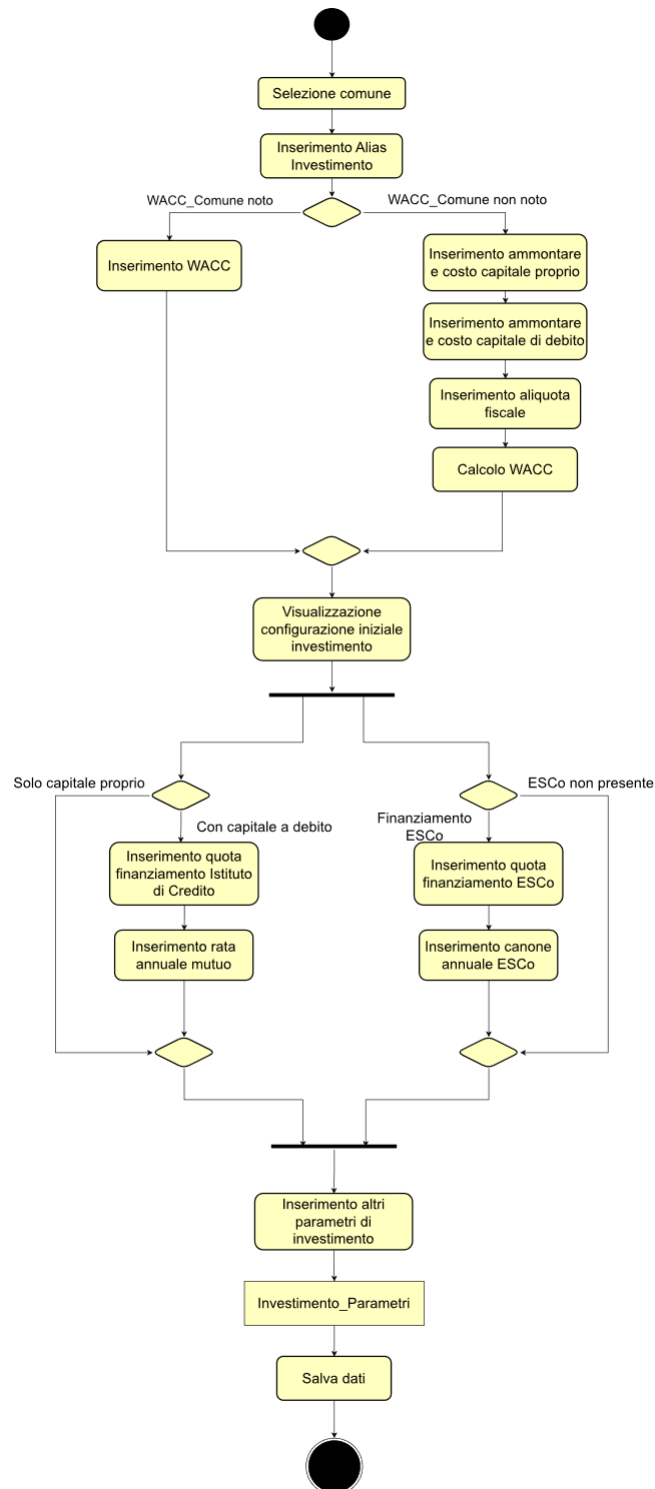 Selezione comune
Inserimento Alias
Investimento
WACC_Comune noto
WACC_Comune non noto
Inserimento WACC
Inserimento ammontare
e costo capitale proprio
Inserimento ammontare
e costo capitale di debito
Inserimento aliquota
fiscale
Calcolo WACC
Visualizzazione
configurazione iniziale
investimento
Solo capitale proprio
ESCo non presente
Con capitale a debito
Finanziamento
ESCo
Inserimento quota
finanziamento Istituto
di Credito
Inserimento quota
finanziamento ESCo
Inserimento rata
annuale mutuo
Inserimento canone
annuale ESCo
Inserimento altri
parametri di
investimento
Investimento_Parametri
Salva dati